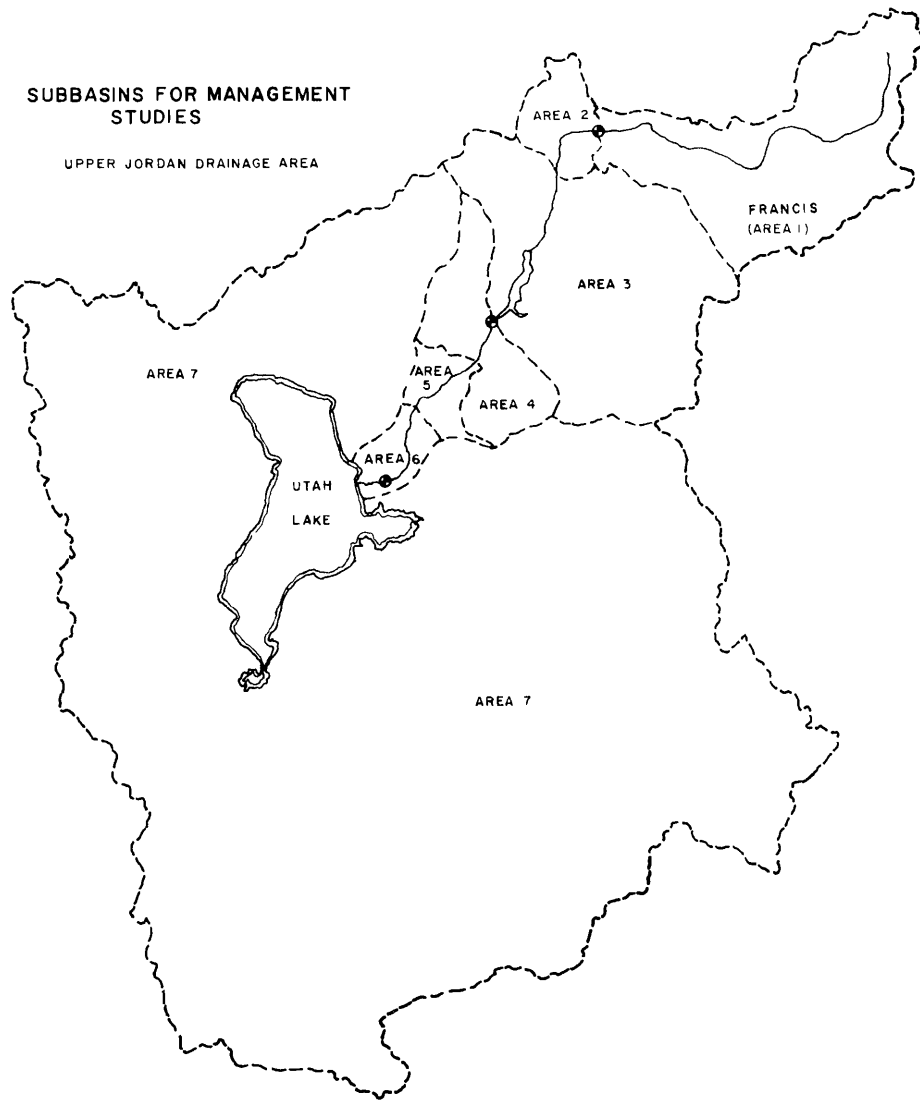 SUBBASINS FOR MANAGEMENT
STUDIES
UPPER JORDAN DRAINAGE AREA
AREA 2
FRANCIS
(AREA 1)
AREA 3
AREA 7
AREA
5
AREA 4
AREA 6
UTAH
LAKE
AREA 7